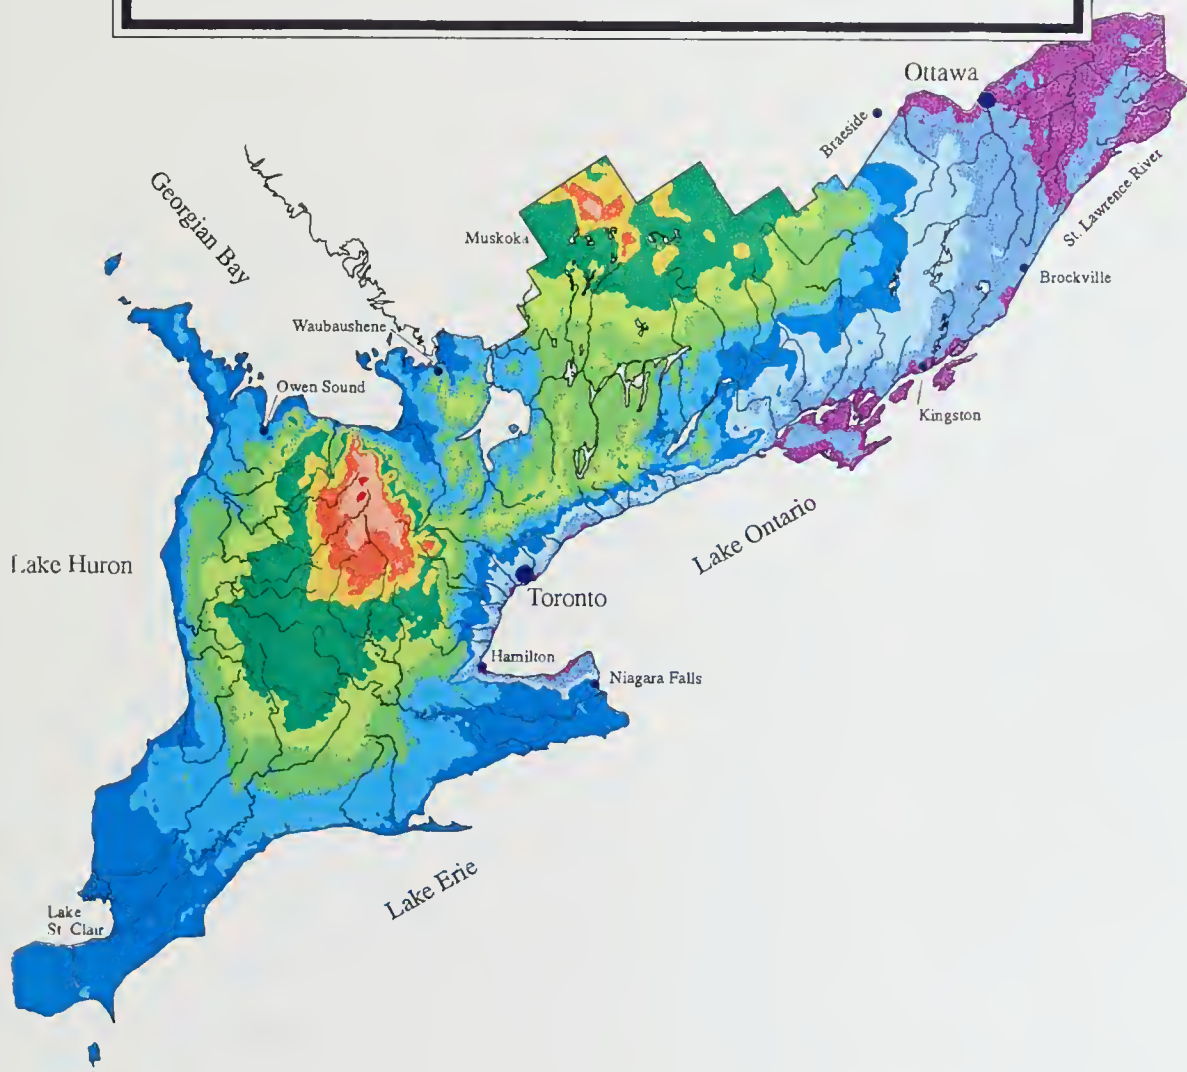 Ottawa
Braeside
Georgian Bay
St. Lawrence River
Muskoka
Brockville
Waubaushene
Owen Sound
Kingston
Lake Ontario
Lake Huron
Toronto
Hamilton
Niagara Falls
Lake Erie
Lake
St Clair